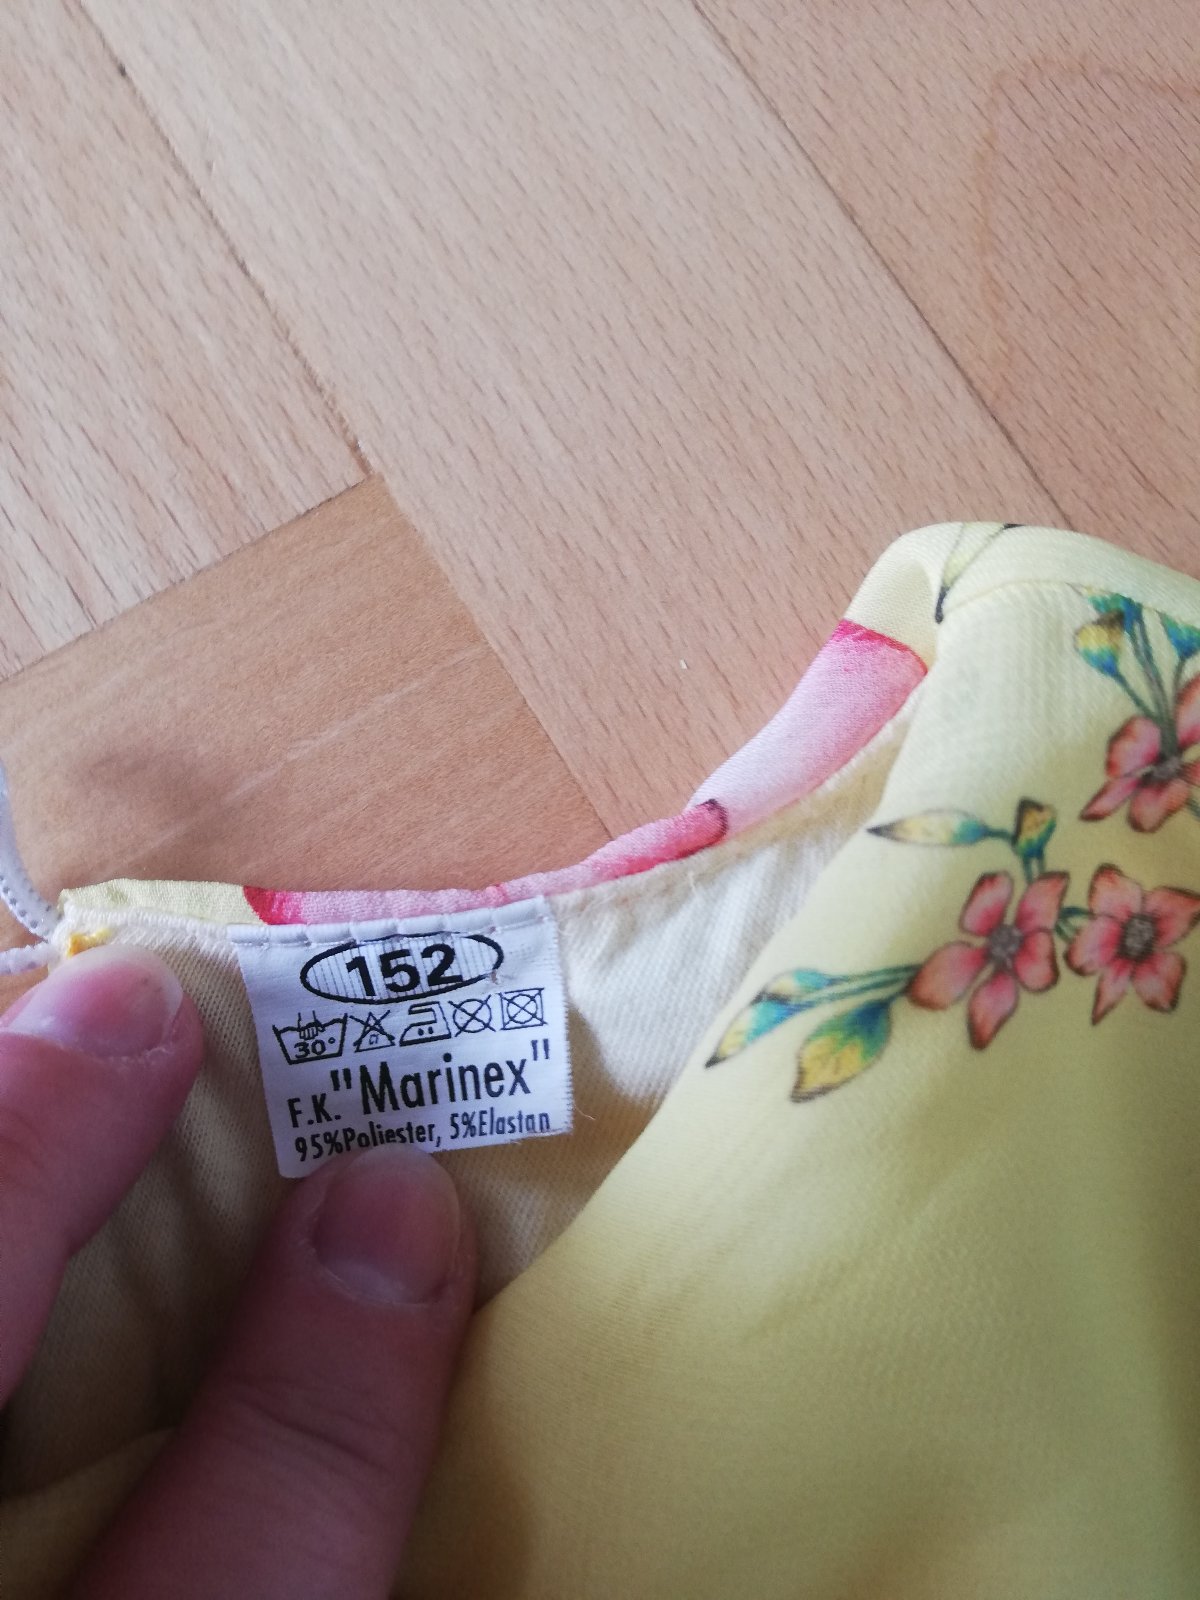 152
30°
F.K. "Marinex"
95%Poliester, 5%Elastan